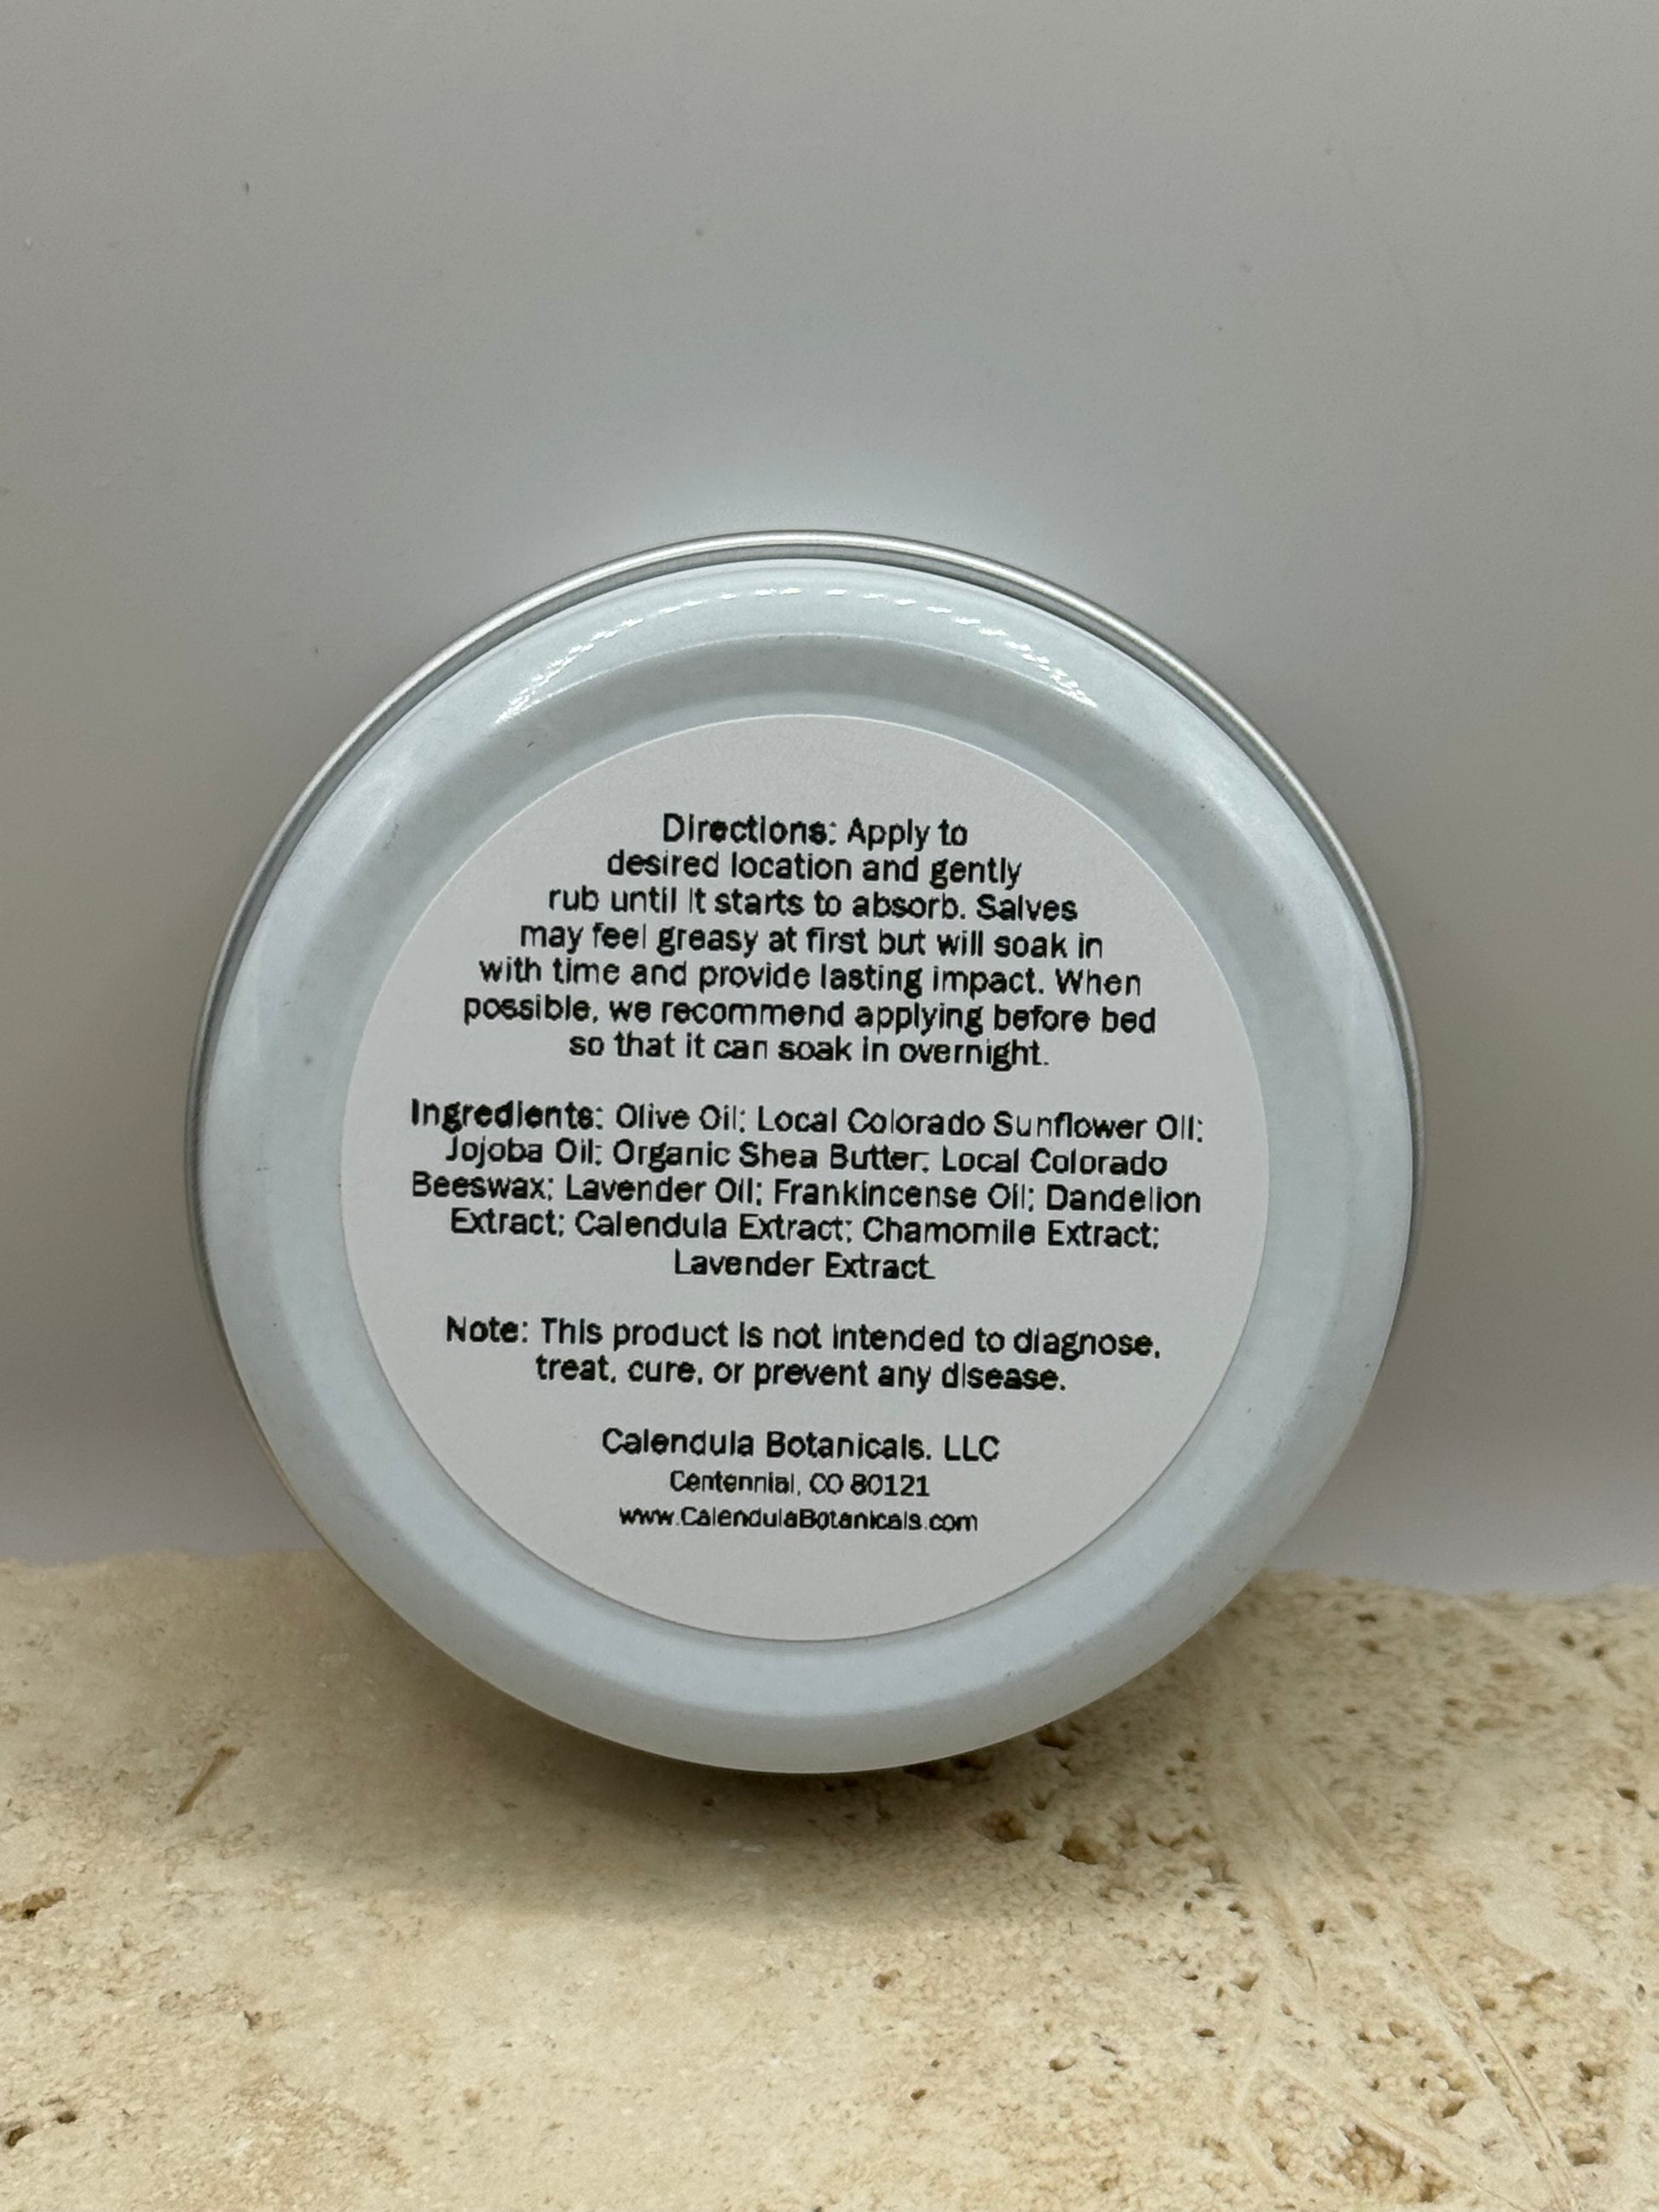 Directions: Apply to
desired location and gently
rub until it starts to absorb. Salves
may feel greasy at first but will soak in
with time and provide lasting impact. When
possible, we recommend applying before bed
so that it can soak in overnight.
Ingredients: Olive Oil; Local Colorado Sunflower Oil;
Jojoba Oil; Organic Shea Butter; Local Colorado
Beeswax; Lavender Oil; Frankincense Oil; Dandelion
Extract; Calendula Extract; Chamomile Extract;
Lavender Extract.
Note: This product is not intended to diagnose,
treat, cure, or prevent any disease.
Calendula Botanicals, LLC
Centennial, CO 80121
www.CalendulaBotanicals.com